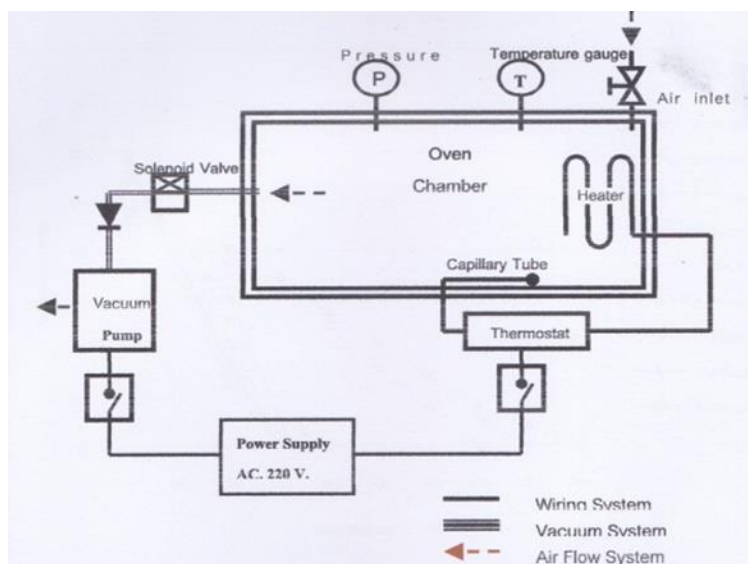 Pressure
Temperature gauge
P
T
Air inlet
Solenoid Valve
Oven
Chamber
Heater
Capillary Tube
Vacuum
Pump
Thermostat
Power Supply
AC. 220 V.
Wiring System
Vacuum System
Air Flow System